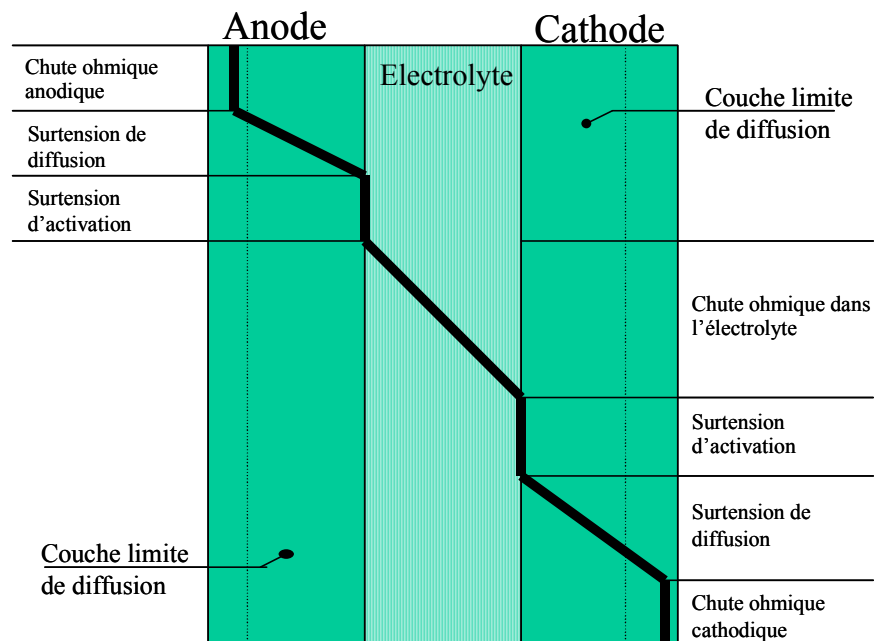 Anode
Cathode
Electrolyte
Chute ohmique
anodique
Surtension de
diffusion
Surtension
d’activation
Couche limite
de diffusion
Chute ohmique dans
l’électrolyte
Surtension
d’activation
Surtension de
diffusion
Chute ohmique
cathodique
Couche limite
de diffusion